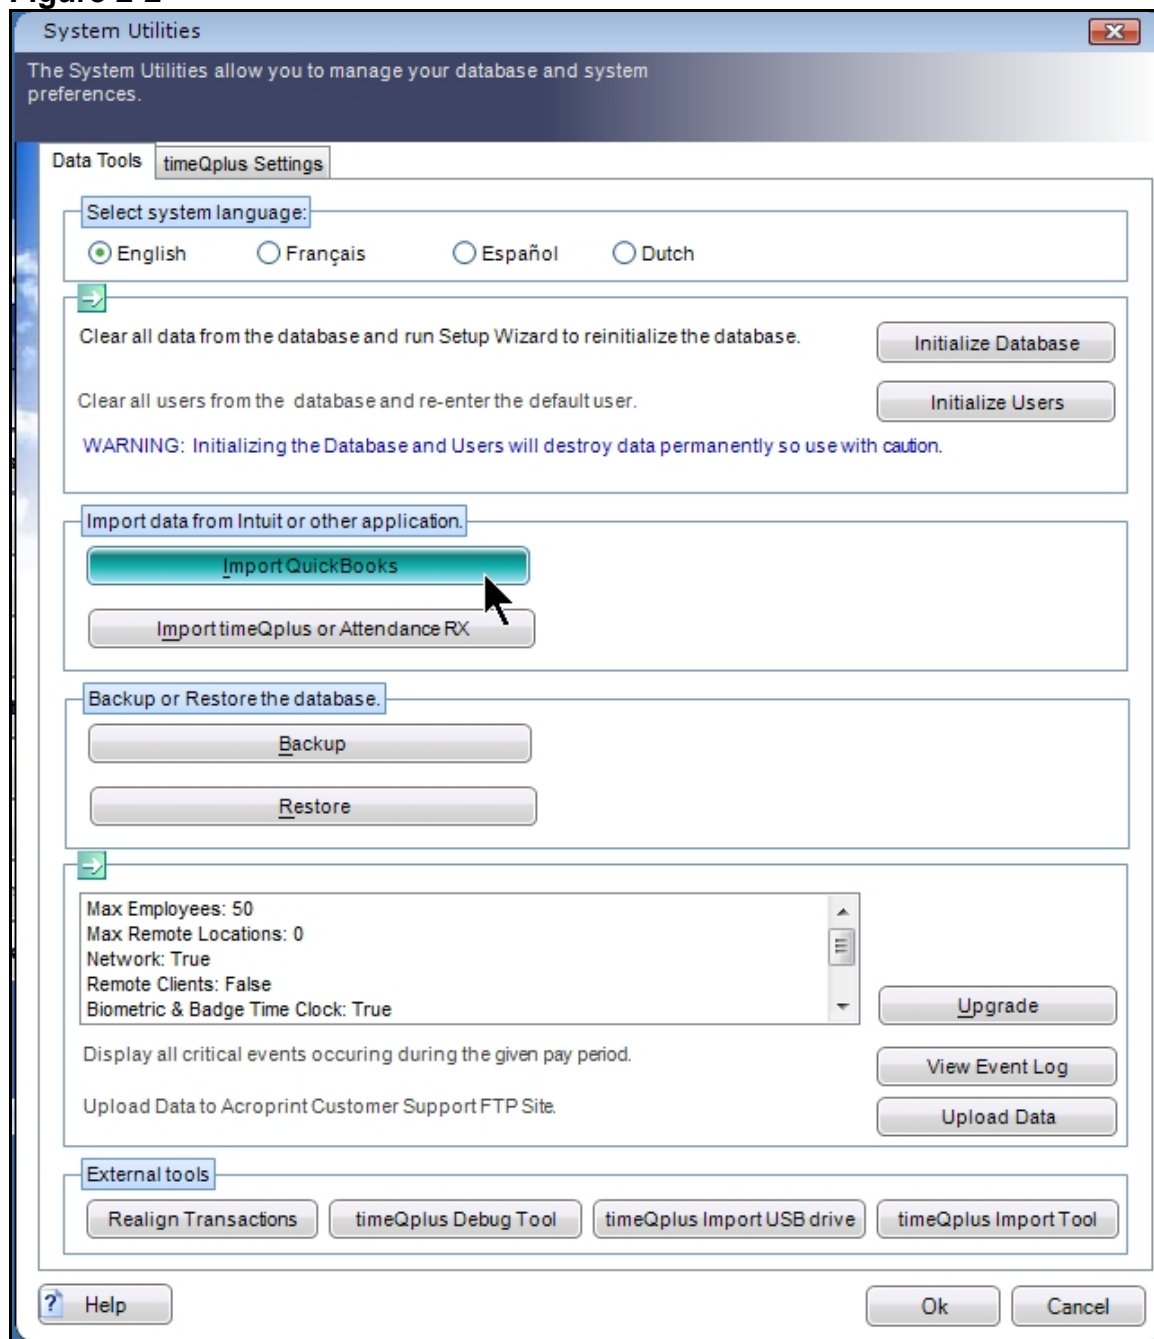 Figure 2-2
System Utilities
The System Utilities allow you to manage your database and system
preferences.
Data Tools timeQplus Settings
Select system language:
English Français Español Dutch
Clear all data from the database and run Setup Wizard to reinitialize the database.
Initialize Database
Clear all users from the database and re-enter the default user.
Initialize Users
WARNING: Initializing the Database and Users will destroy data permanently so use with caution.
Import data from Intuit or other application.
Import QuickBooks
Import timeQplus or Attendance RX
Backup or Restore the database.
Backup
Restore
Max Employees: 50
Max Remote Locations: 0
Network: True
Remote Clients: False
Biometric & Badge Time Clock: True
Upgrade
Display all critical events occuring during the given pay period.
View Event Log
Upload Data to Acroprint Customer Support FTP Site.
Upload Data
External tools
Realign Transactions timeQplus Debug Tool timeQplus Import USB drive timeQplus Import Tool
? Help Ok Cancel